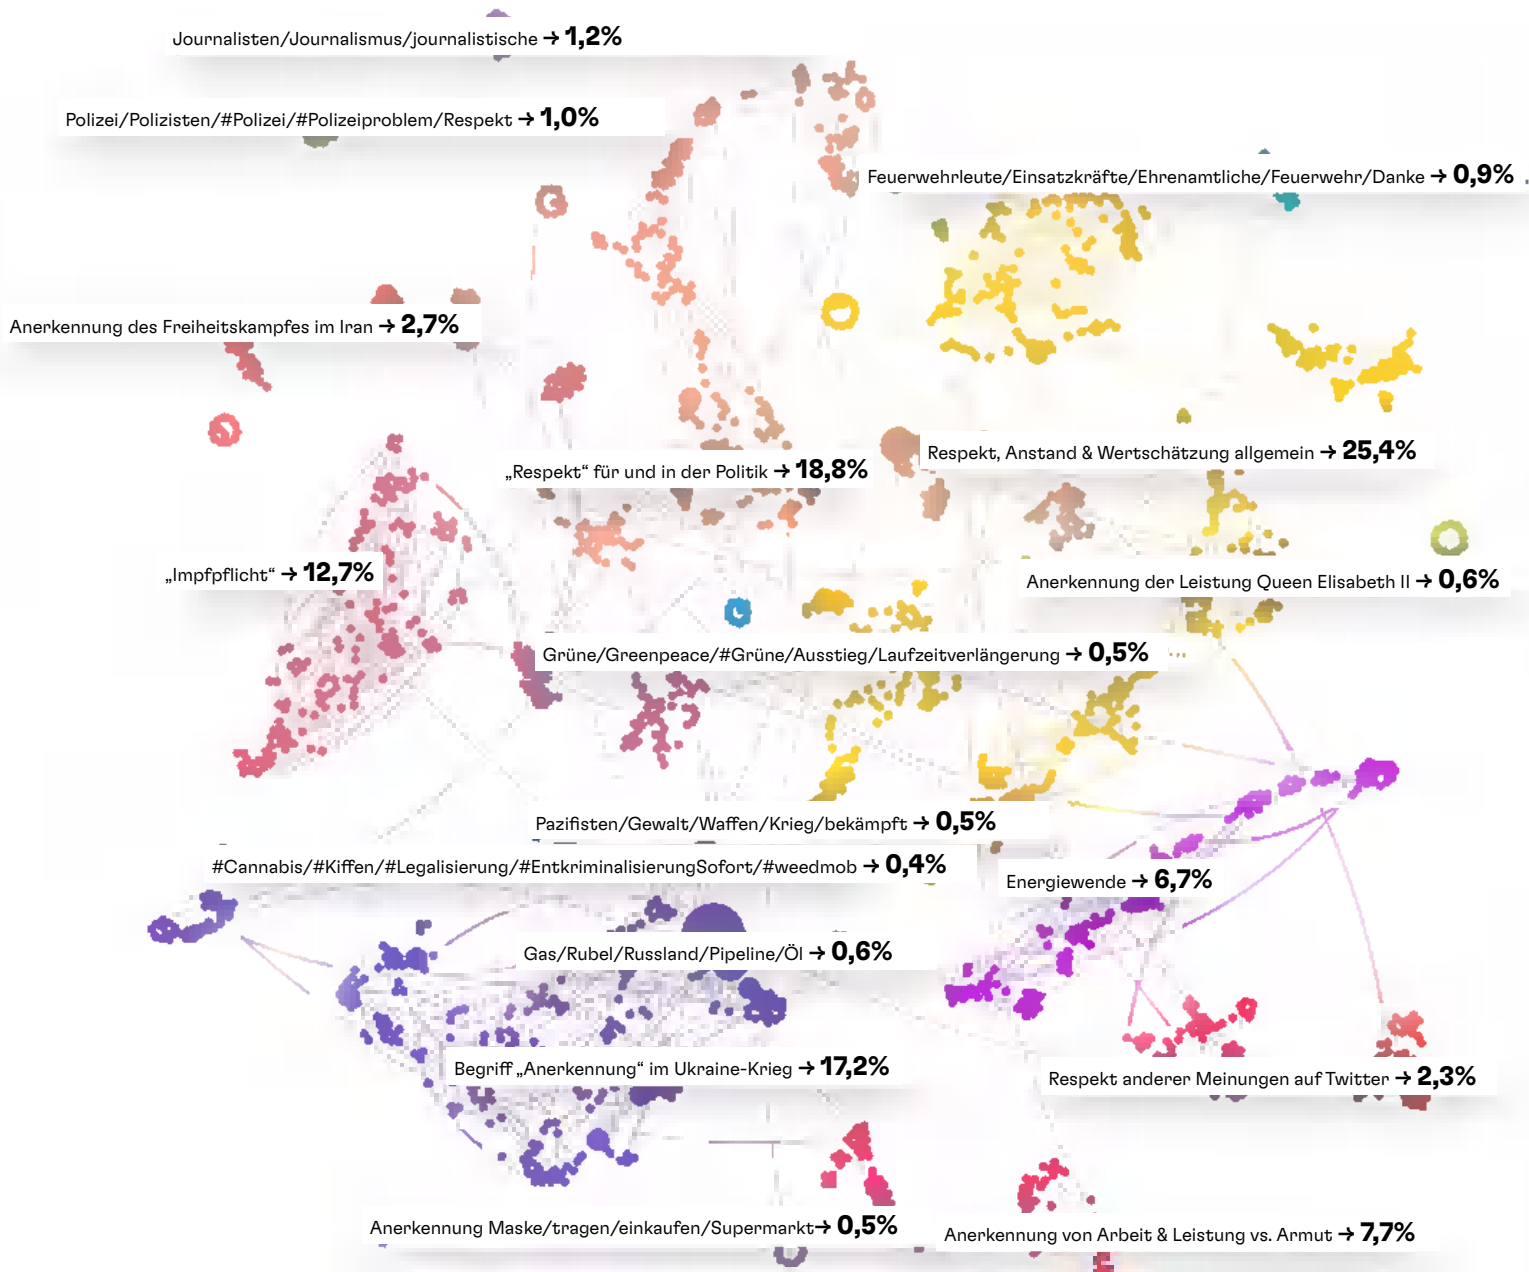 Journalisten/Journalismus/journalistische → 1,2%
Polizei/Polizisten/#Polizei/#Polizeiproblem/Respekt → 1,0%
Feuerwehrleute/Einsatzkräfte/Ehrenamtliche/Feuerwehr/Danke → 0,9%
Anerkennung des Freiheitskampfes im Iran → 2,7%
Respekt, Anstand & Wertschätzung allgemein → 25,4%
„Respekt“ für und in der Politik → 18,8%
„Impfpflicht“ → 12,7%
Anerkennung der Leistung Queen Elisabeth II → 0,6%
Grüne/Greenpeace/#Grüne/Ausstieg/Laufzeitverlängerung → 0,5%
Pazifisten/Gewalt/Waffen/Krieg/bekämpft → 0,5%
#Cannabis/#Kiffen/#Legalisierung/#EntkriminalisierungSofort/#weedmob → 0,4%
Energiewende → 6,7%
Gas/Rubel/Russland/Pipeline/Öl → 0,6%
Begriff „Anerkennung“ im Ukraine-Krieg → 17,2%
Respekt anderer Meinungen auf Twitter → 2,3%
Anerkennung Maske/tragen/einkaufen/Supermarkt→ 0,5%
Anerkennung von Arbeit & Leistung vs. Armut → 7,7%